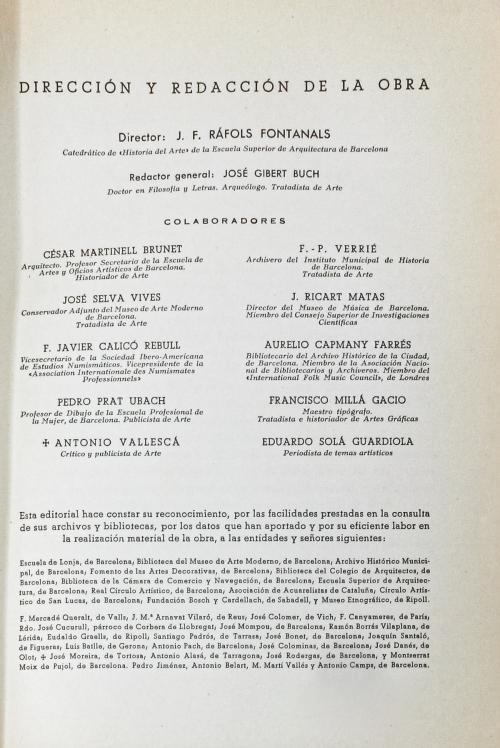 DIRECCIÓN Y REDACCIÓN DE LA OBRA
Director: J. F. RÁFOLS FONTANALS
Catedrático de «Historia del Arte» de la Escuela Superior de Arquitectura de Barcelona
Redactor general: JOSÉ GIBERT BUCH
Doctor en Filosofía y Letras. Arqueólogo. Tratadista de Arte
COLABORADORES
CÉSAR MARTINELL BRUNET
Arquitecto. Profesor Secretario de la Escuela de
Artes y Oficios Artísticos de Barcelona.
Historiador de Arte
JOSÉ SELVA VIVES
Conservador Adjunto del Museo de Arte Moderno
de Barcelona.
Tratadista de Arte
F. JAVIER CALICÓ REBULL
Vicesecretario de la Sociedad Ibero-Americana
de Estudios Numismáticos. Vicepresidente de la
«Association Internationale des Numismates
Professionnels»
PEDRO PRAT UBACH
Profesor de Dibujo de la Escuela Profesional de
la Mujer, de Barcelona. Publicista de Arte
✠ ANTONIO VALLESCÁ
Crítico y publicista de Arte
F.-P. VERRIÉ
Archivero del Instituto Municipal de Historia
de Barcelona.
Tratadista de Arte
J. RICART MATAS
Director del Museo de Música de Barcelona.
Miembro del Consejo Superior de Investigaciones
Científicas
AURELIO CAPMANY FARRÉS
Bibliotecario del Archivo Histórico de la Ciudad,
de Barcelona. Miembro de la Asociación Nacio-
nal de Bibliotecarios y Archiveros. Miembro del
«International Folk Music Council», de Londres
FRANCISCO MILLÁ GACIO
Maestro tipógrafo.
Tratadista e historiador de Artes Gráficas
EDUARDO SOLÁ GUARDIOLA
Periodista de temas artísticos
Esta editorial hace constar su reconocimiento, por las facilidades prestadas en la consulta
de sus archivos y bibliotecas, por los datos que han aportado y por su eficiente labor en
la realización material de la obra, a las entidades y señores siguientes:
Escuela de Lonja, de Barcelona; Biblioteca del Museo de Arte Moderno, de Barcelona; Archivo Histórico Munici-
pal, de Barcelona; Fomento de las Artes Decorativas, de Barcelona; Biblioteca del Colegio de Arquitectos, de
Barcelona; Biblioteca de la Cámara de Comercio y Navegación, de Barcelona; Escuela Superior de Arquitec-
tura, de Barcelona; Real Círculo Artístico, de Barcelona; Asociación de Acuarelistas de Cataluña; Círculo Artís-
tico de San Lucas, de Barcelona; Fundación Bosch y Cardellach, de Sabadell, y Museo Etnográfico, de Ripoll.
F. Mercadé Queralt, de Valls; J. M.ª Arnavat Vilaró, de Reus; José Colomer, de Vich; F. Canyameres, de París;
Rdo. José Cucurull, párroco de Corbera de Llobregat; José Mompou, de Barcelona; Ramón Borrás Vilaplana, de
Lérida; Eudaldo Graells, de Ripoll; Santiago Padrós, de Tarrasa; José Bonet, de Barcelona; Joaquín Santaló,
de Figueras; Luis Batlle, de Gerona; Antonio Pach, de Barcelona; José Colominas, de Barcelona; José Danés, de
Olot; ✠ José Moreira, de Tortosa; Antonio Alasá, de Tarragona; José Rodergas, de Barcelona, y Montserrat
Moix de Pujol, de Barcelona. Pedro Jiménez, Antonio Belart, M. Martí Vallés y Antonio Camps, de Barcelona.